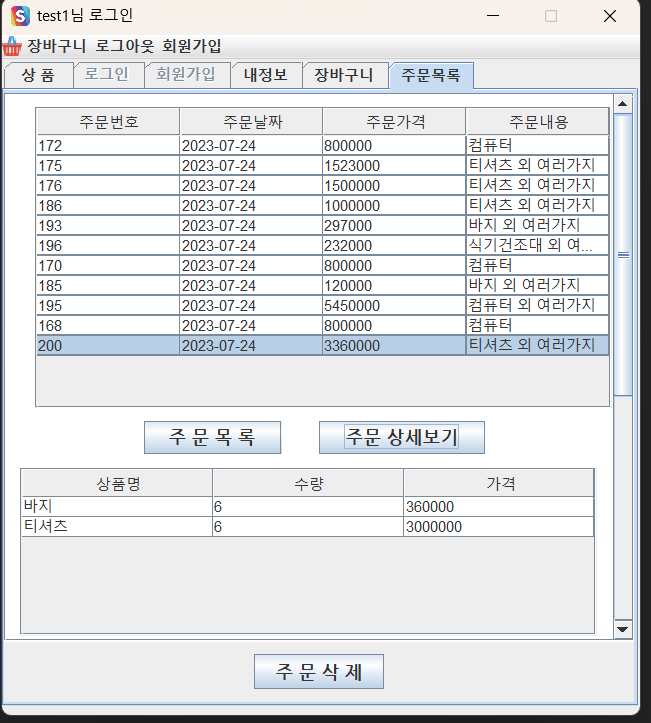 test1님 로그인
장바구니 로그아웃 회원가입
상 품 로그인 회원가입 내정보 장바구니 주문목록
주문번호 주문날짜 주문가격 주문내용
172 2023-07-24 800000 컴퓨터
175 2023-07-24 1523000 티셔츠 외 여러가지
176 2023-07-24 1500000 티셔츠 외 여러가지
186 2023-07-24 1000000 티셔츠 외 여러가지
193 2023-07-24 297000 바지 외 여러가지
196 2023-07-24 232000 식기건조대 외 여...
170 2023-07-24 800000 컴퓨터
185 2023-07-24 120000 바지 외 여러가지
195 2023-07-24 5450000 컴퓨터 외 여러가지
168 2023-07-24 800000 컴퓨터
200 2023-07-24 3360000 티셔츠 외 여러가지
주 문 목 록 주문 상세보기
상품명 수량 가격
바지 6 360000
티셔츠 6 3000000
주 문 삭 제